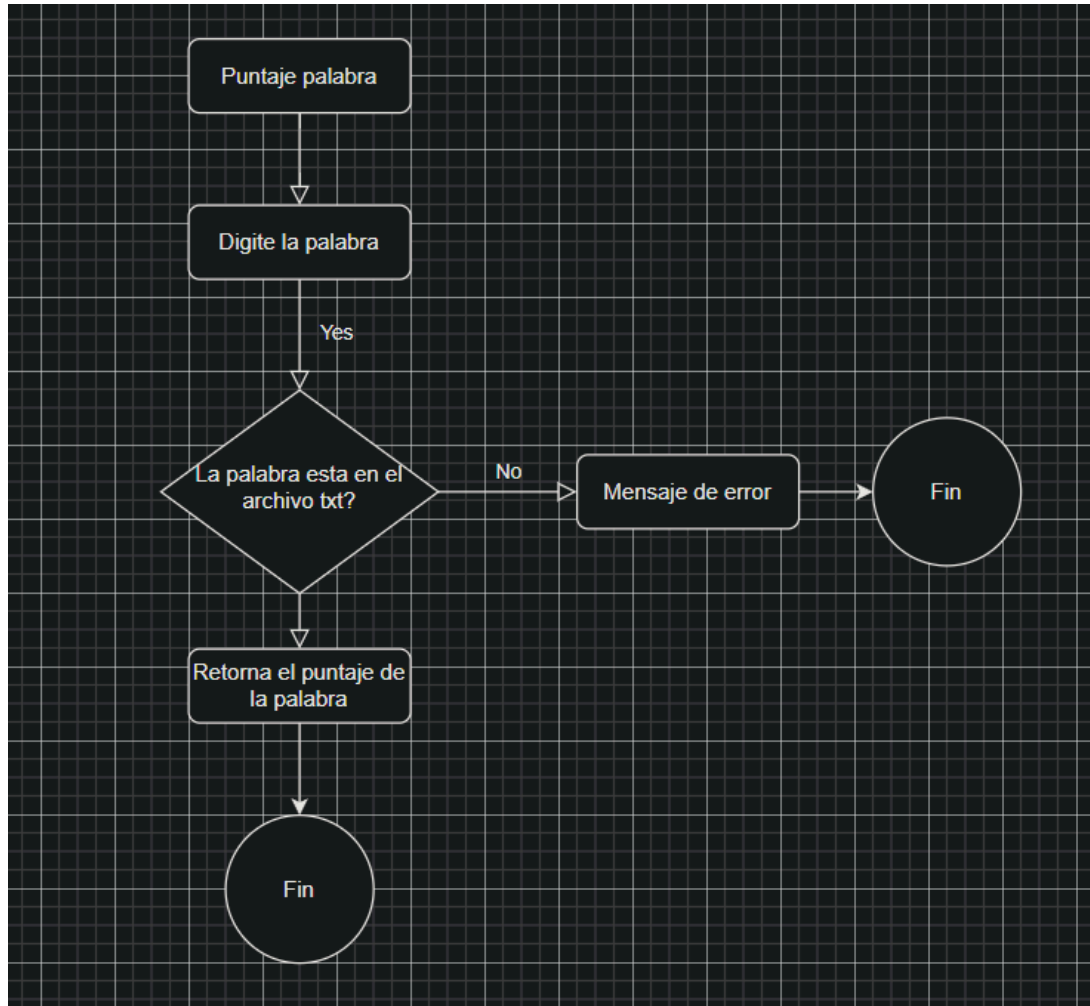 Puntaje palabra
Digite la palabra
Yes
La palabra esta en el
archivo txt?
No
Mensaje de error
Fin
Retorna el puntaje de
la palabra
Fin